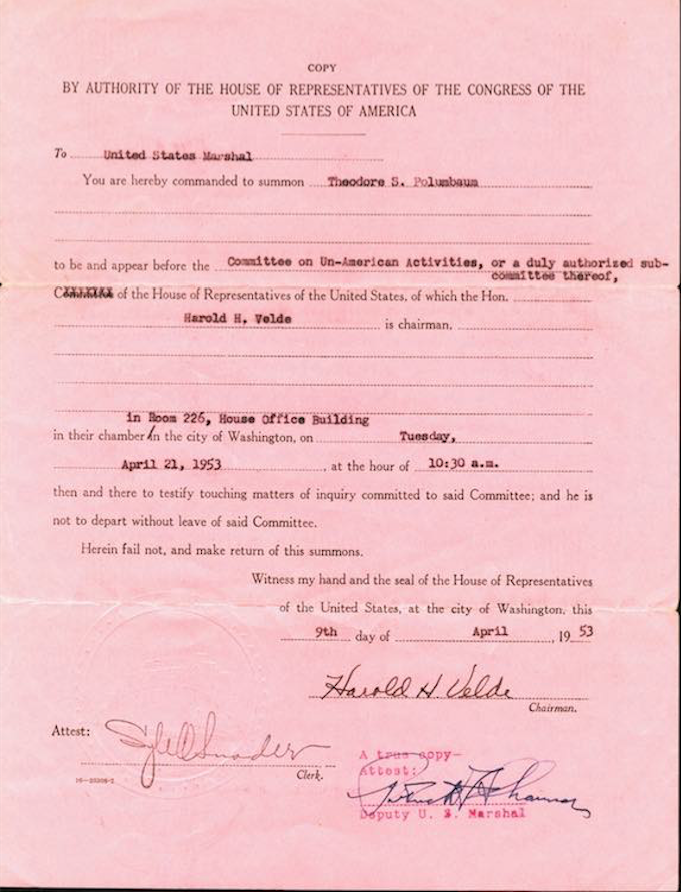 COPY
BY AUTHORITY OF THE HOUSE OF REPRESENTATIVES OF THE CONGRESS OF THE
UNITED STATES OF AMERICA
To United States Marshal
You are hereby commanded to summon Theodore S. Polumbaum
to be and appear before the Committee on Un-American Activities, or a duly authorized sub-
committee thereof,
of the House of Representatives of the United States, of which the Hon.
Harold H. Velde is chairman.
in Room 226, House Office Building
in their chamber in the city of Washington, on Tuesday,
April 21, 1953, at the hour of 10:30 a.m.
then and there to testify touching matters of inquiry committed to said Committee; and he is
not to depart without leave of said Committee.
Herein fail not, and make return of this summons.
Witness my hand and the seal of the House of Representatives
of the United States, at the city of Washington, this
9th day of April, 1953
Harold H. Velde
Chairman.
Attest:
Clerk.
A true copy—
Attest:
Deputy U. S. Marshal